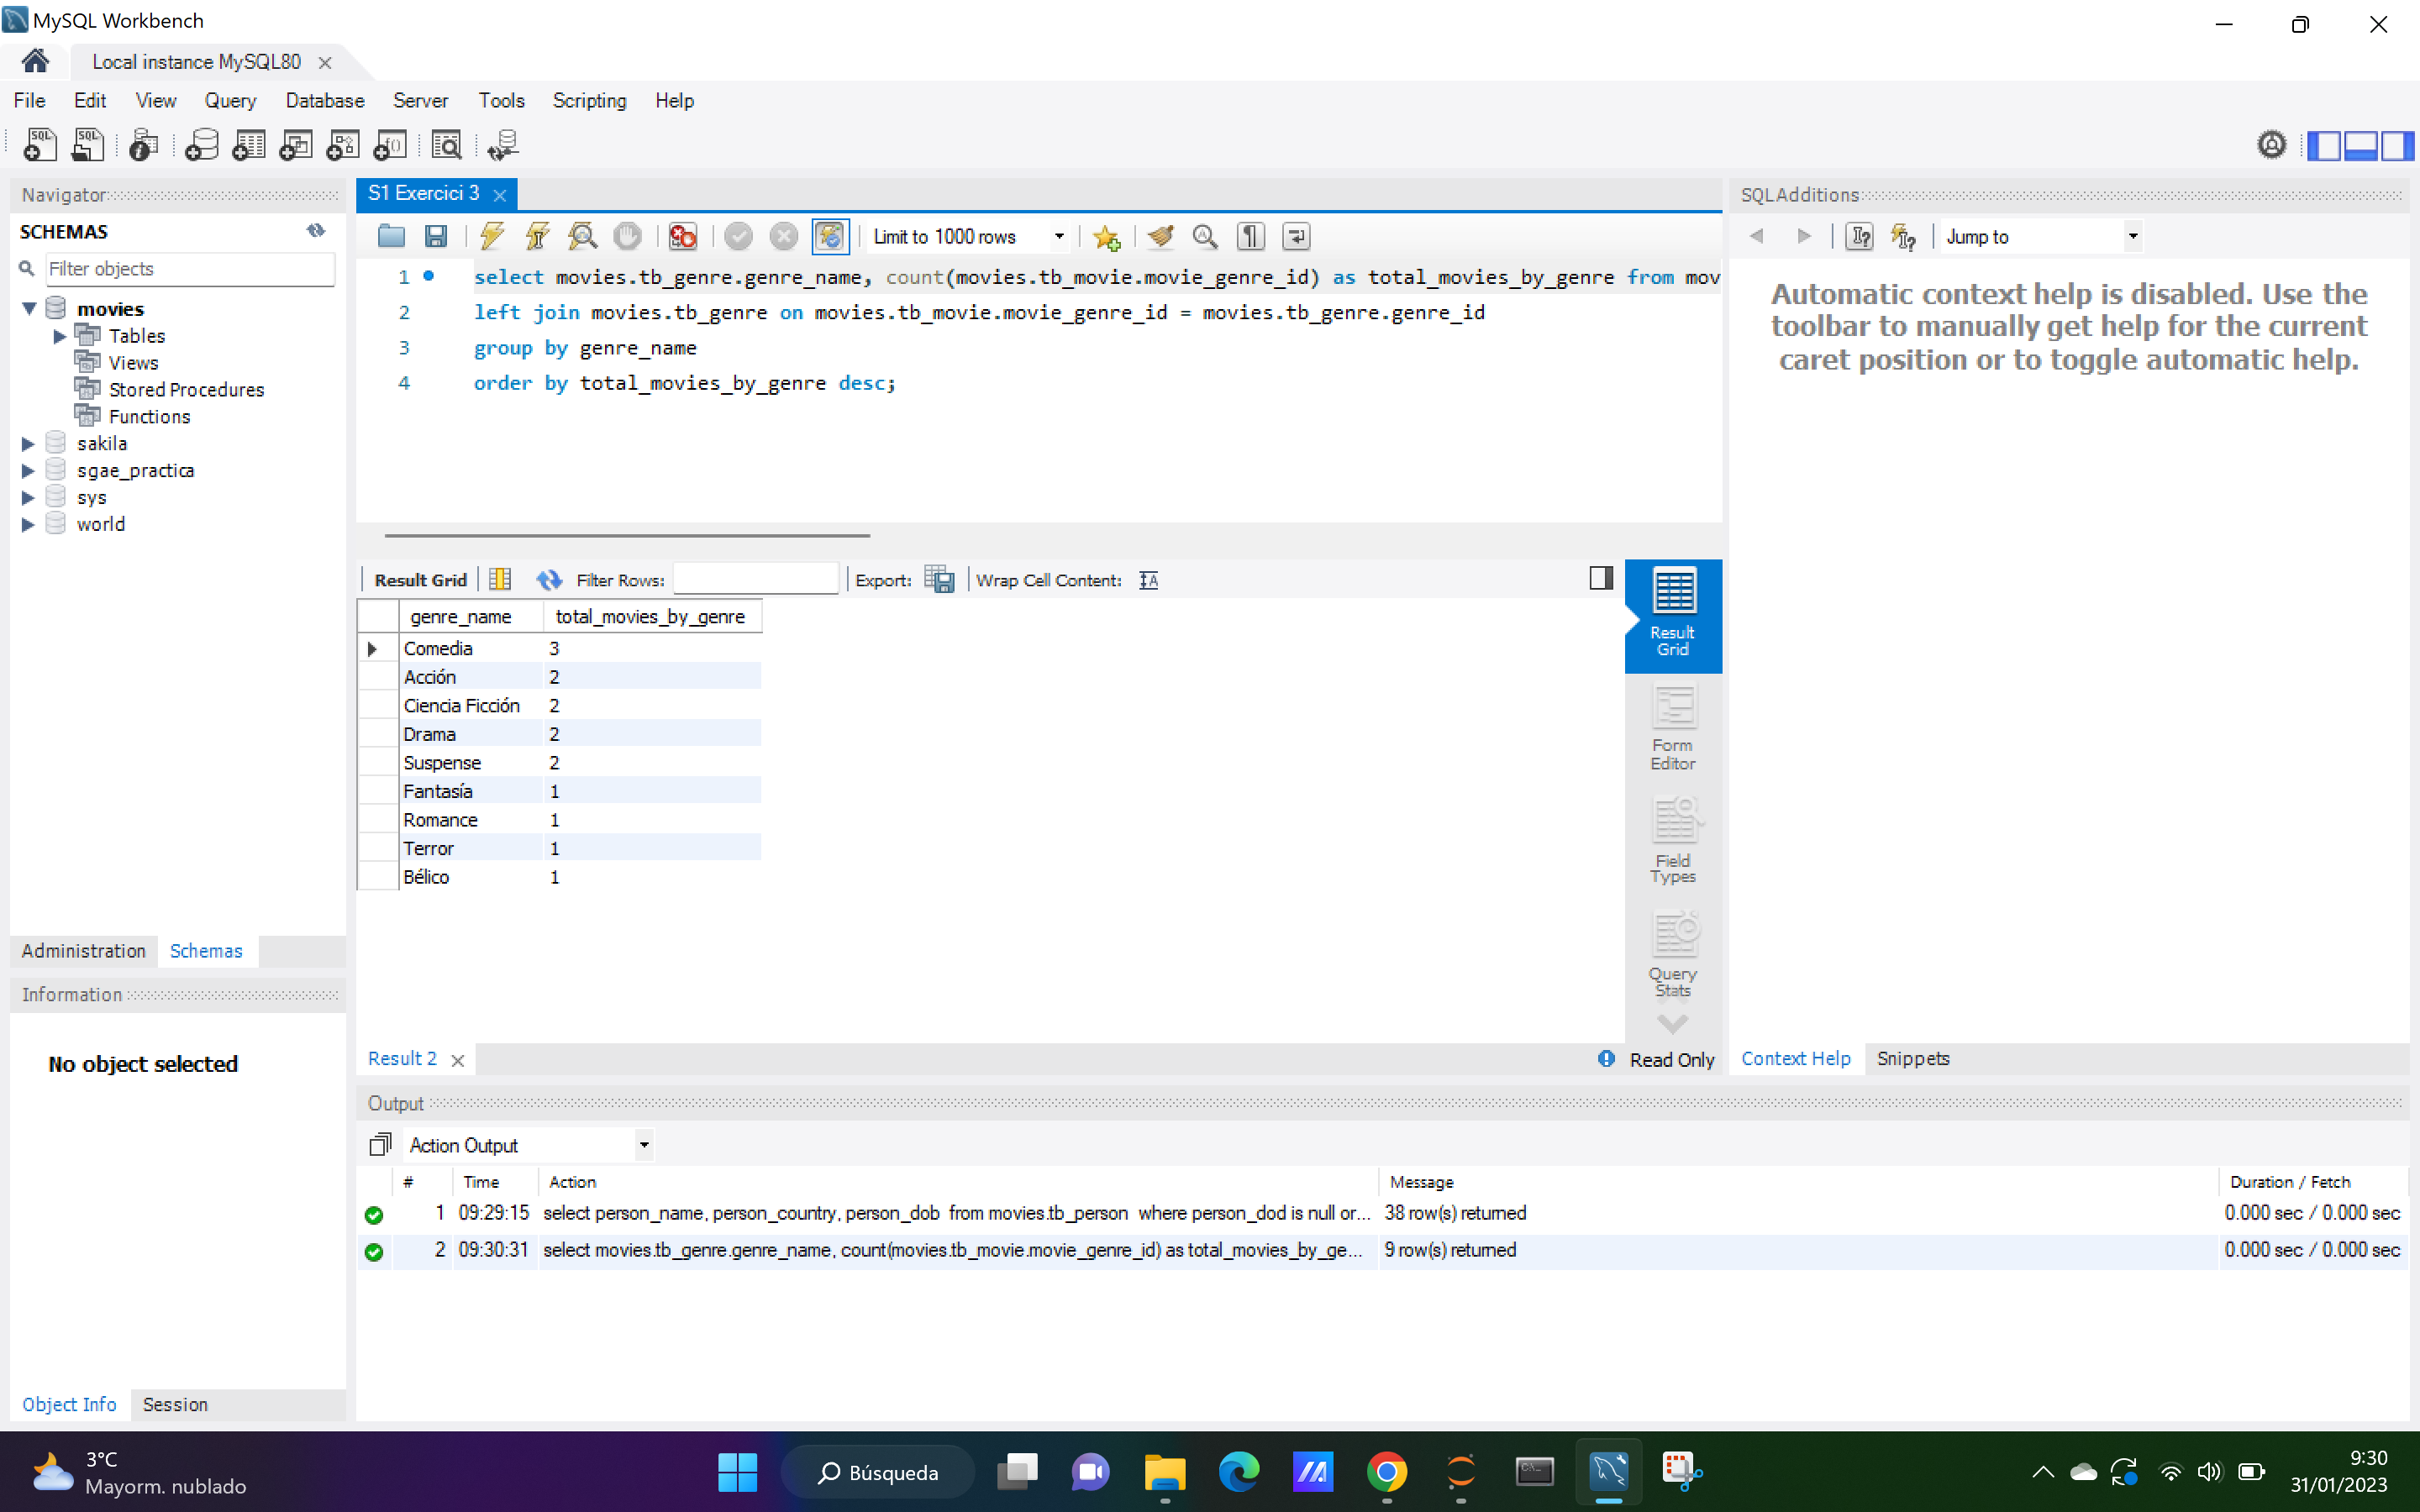 MySQL Workbench
Local instance MySQL80
File Edit View Query Database Server Tools Scripting Help
Navigator
SCHEMAS
Filter objects
movies
Tables
Views
Stored Procedures
Functions
sakila
sgae_practica
sys
world
Administration Schemas
Information
No object selected
Object Info Session
S1 Exercici 3
Limit to 1000 rows
1 select movies.tb_genre.genre_name, count(movies.tb_movie.movie_genre_id) as total_movies_by_genre from mov
2 left join movies.tb_genre on movies.tb_movie.movie_genre_id = movies.tb_genre.genre_id
3 group by genre_name
4 order by total_movies_by_genre desc;
Result Grid Filter Rows: Export: Wrap Cell Content:
genre_name total_movies_by_genre
Comedia 3
Acción 2
Ciencia Ficción 2
Drama 2
Suspense 2
Fantasía 1
Romance 1
Terror 1
Bélico 1
Result
Grid
Form
Editor
Field
Types
Query
Stats
Result 2
Read Only
SQLAdditions
Jump to
Automatic context help is disabled. Use the
toolbar to manually get help for the current
caret position or to toggle automatic help.
Context Help Snippets
Output
Action Output
# Time Action Message Duration / Fetch
1 09:29:15 select person_name, person_country, person_dob from movies.tb_person where person_dod is null or... 38 row(s) returned 0.000 sec / 0.000 sec
2 09:30:31 select movies.tb_genre.genre_name, count(movies.tb_movie.movie_genre_id) as total_movies_by_ge... 9 row(s) returned 0.000 sec / 0.000 sec
3°C
Mayorm. nublado
Búsqueda
9:30
31/01/2023